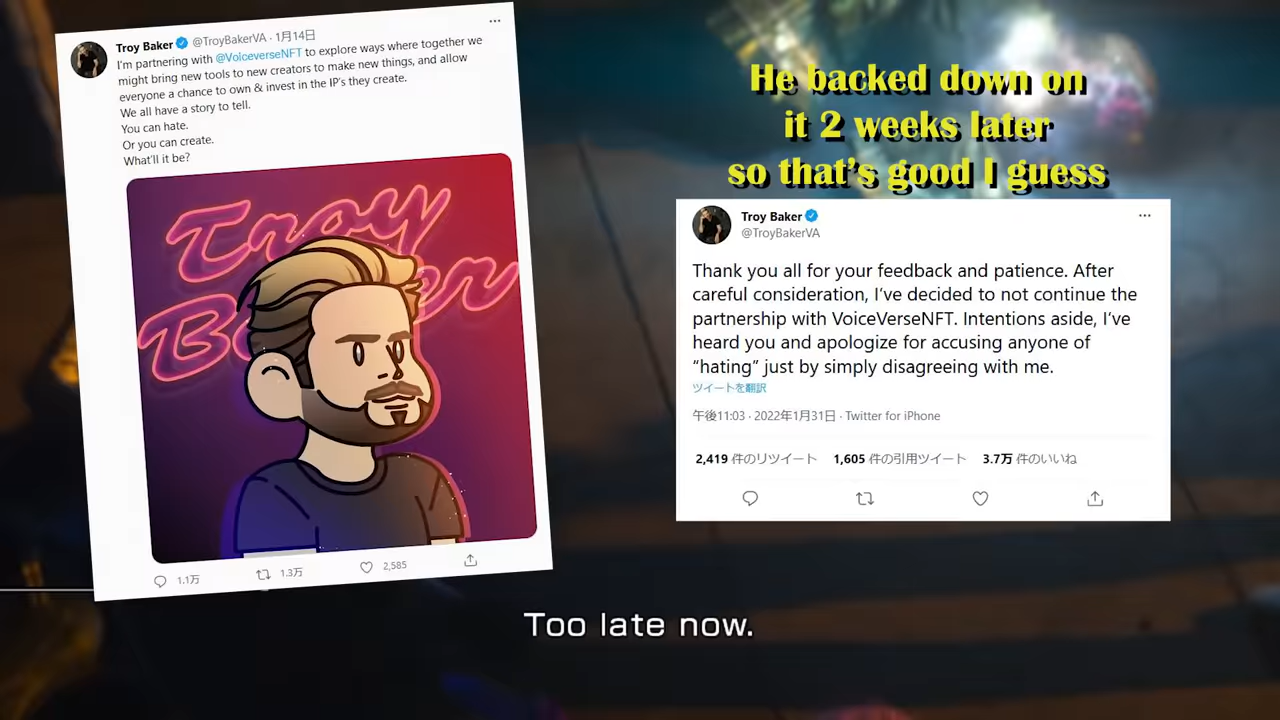 Troy Baker @TroyBakerVA · 1月14日
I'm partnering with @VoiceverseNFT to explore ways where together we
might bring new tools to new creators to make new things, and allow
everyone a chance to own & invest in the IP's they create.
We all have a story to tell.
You can hate.
Or you can create.
What'll it be?
Troy
Baker
1.1万 1.3万 2,585
He backed down on
it 2 weeks later
so that's good I guess
Troy Baker
@TroyBakerVA
Thank you all for your feedback and patience. After
careful consideration, I've decided to not continue the
partnership with VoiceVerseNFT. Intentions aside, I've
heard you and apologize for accusing anyone of
“hating” just by simply disagreeing with me.
ツイートを翻訳
午後11:03 · 2022年1月31日 · Twitter for iPhone
2,419 件のリツイート 1,605 件の引用ツイート 3.7万 件のいいね
Too late now.